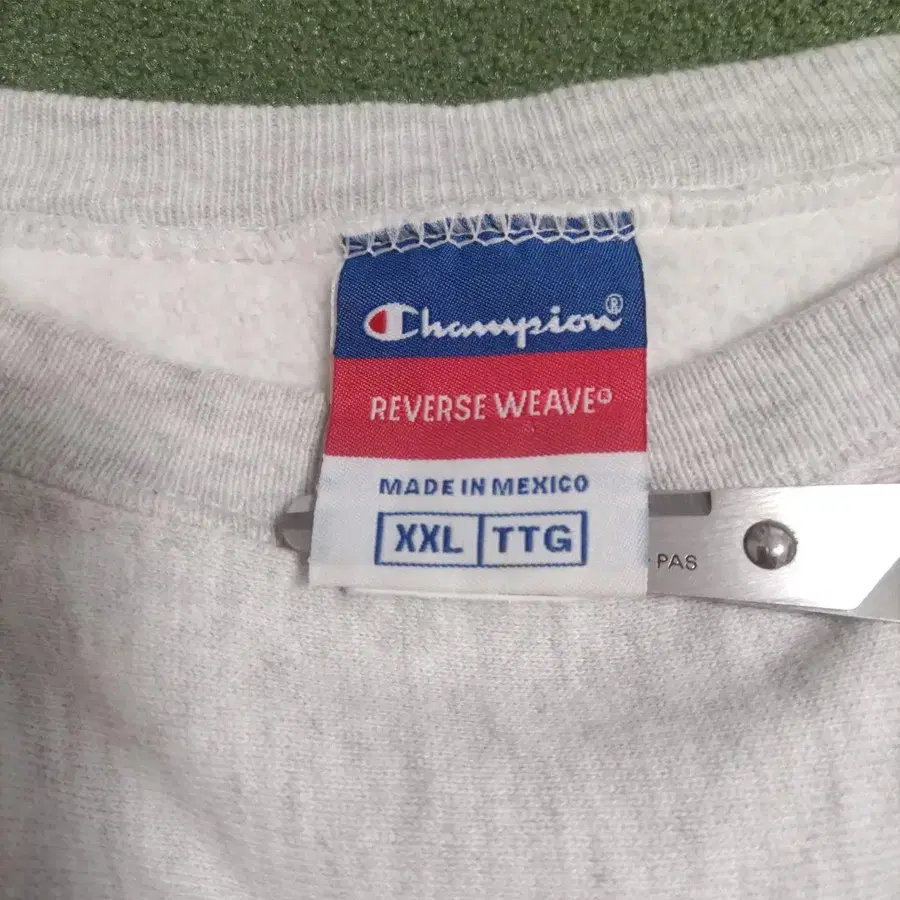 Champion®
REVERSE WEAVE®
MADE IN MEXICO
XXL TTG
PAS